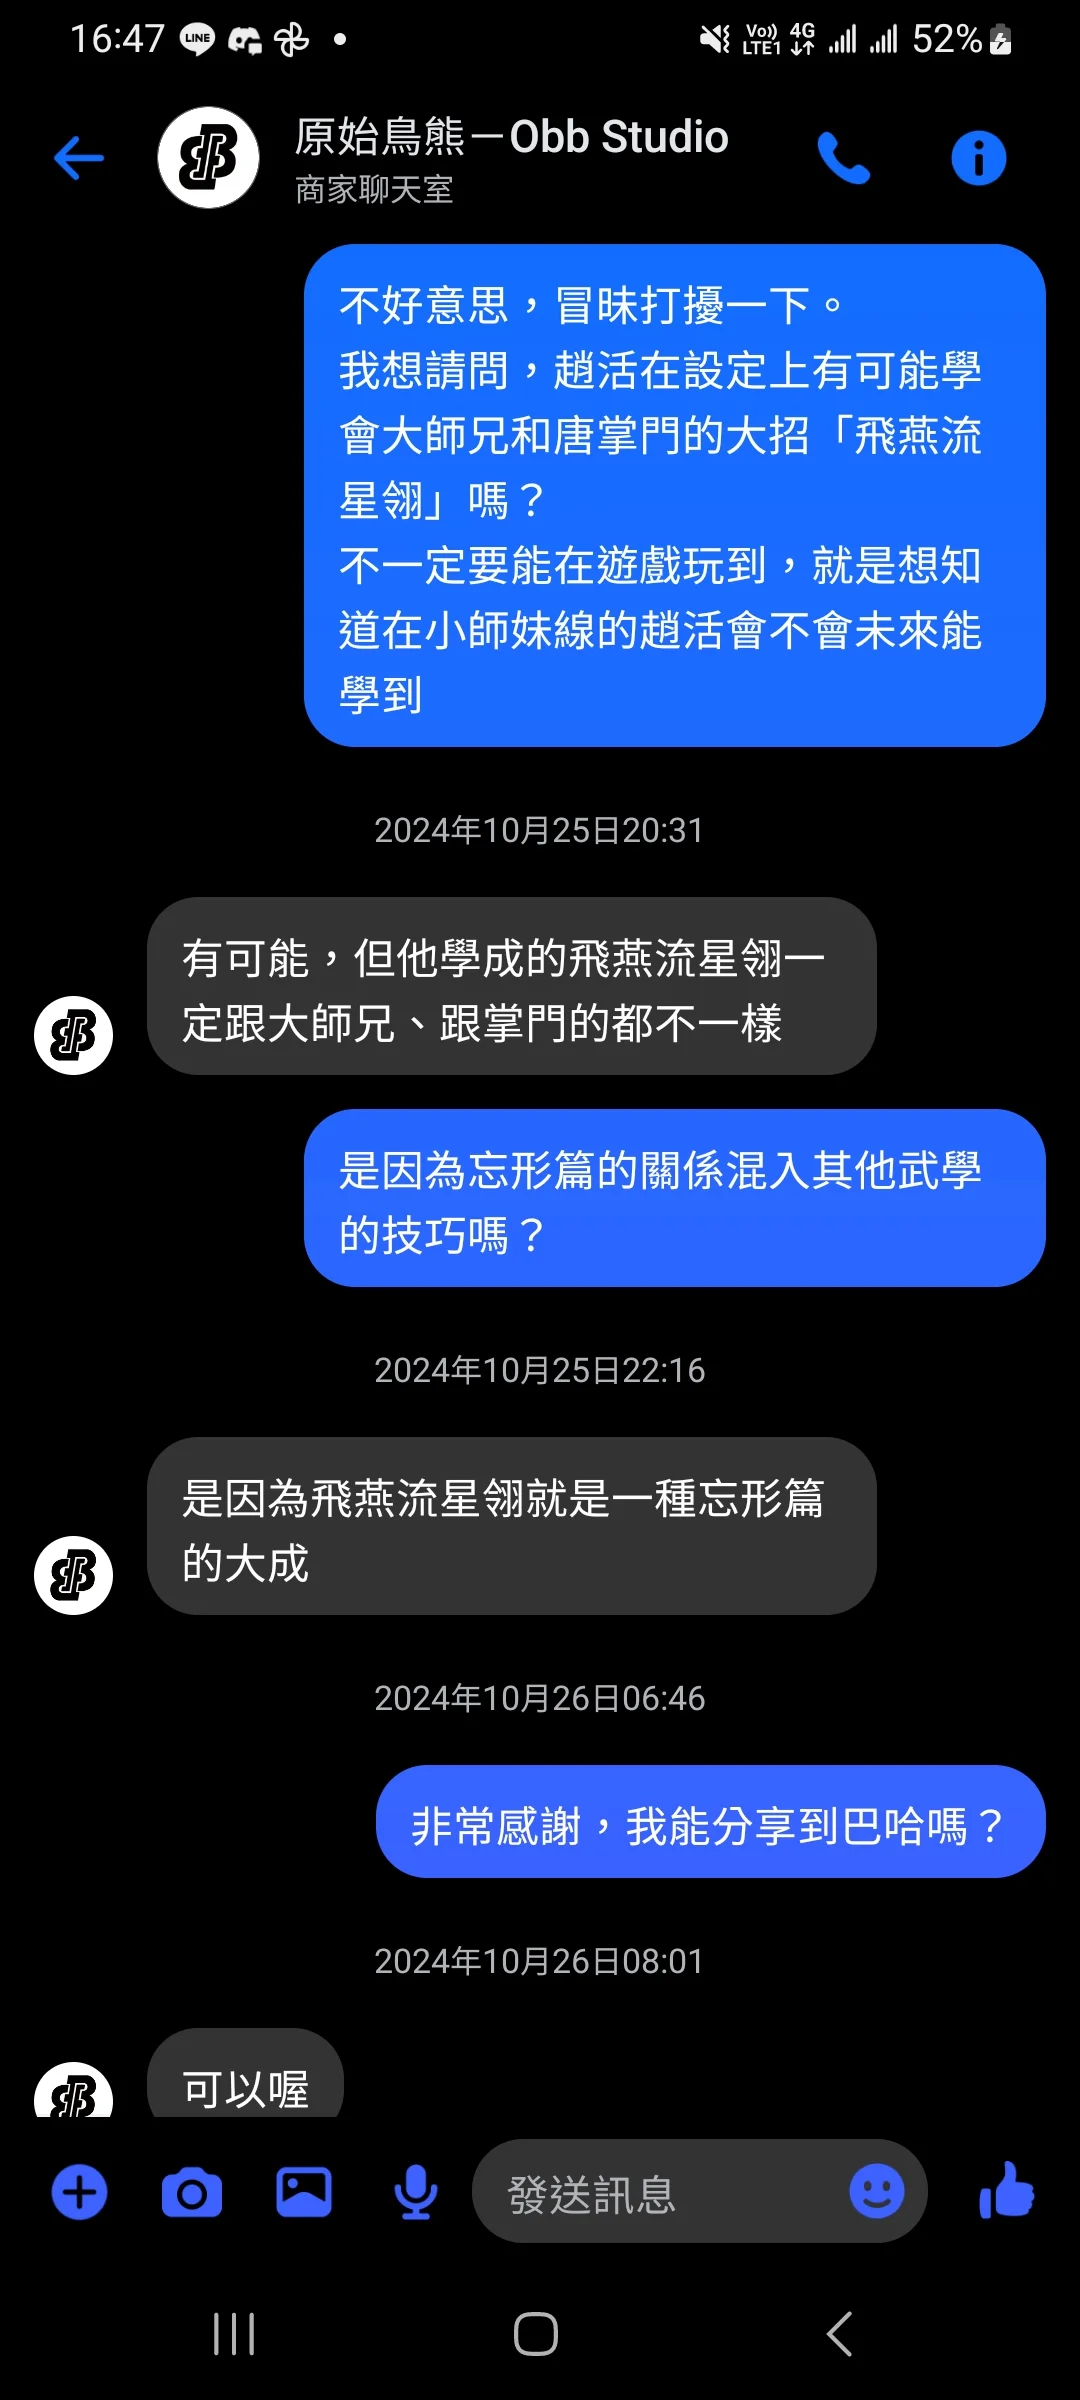 16:47 LINE Vo)) LTE1 4G 52%
原始鳥熊－Obb Studio
商家聊天室
不好意思，冒昧打擾一下。
我想請問，趙活在設定上有可能學
會大師兄和唐掌門的大招「飛燕流
星翎」嗎？
不一定要能在遊戲玩到，就是想知
道在小師妹線的趙活會不會未來能
學到
2024年10月25日20:31
有可能，但他學成的飛燕流星翎一
定跟大師兄、跟掌門的都不一樣
是因為忘形篇的關係混入其他武學
的技巧嗎？
2024年10月25日22:16
是因為飛燕流星翎就是一種忘形篇
的大成
2024年10月26日06:46
非常感謝，我能分享到巴哈嗎？
2024年10月26日08:01
可以喔
發送訊息